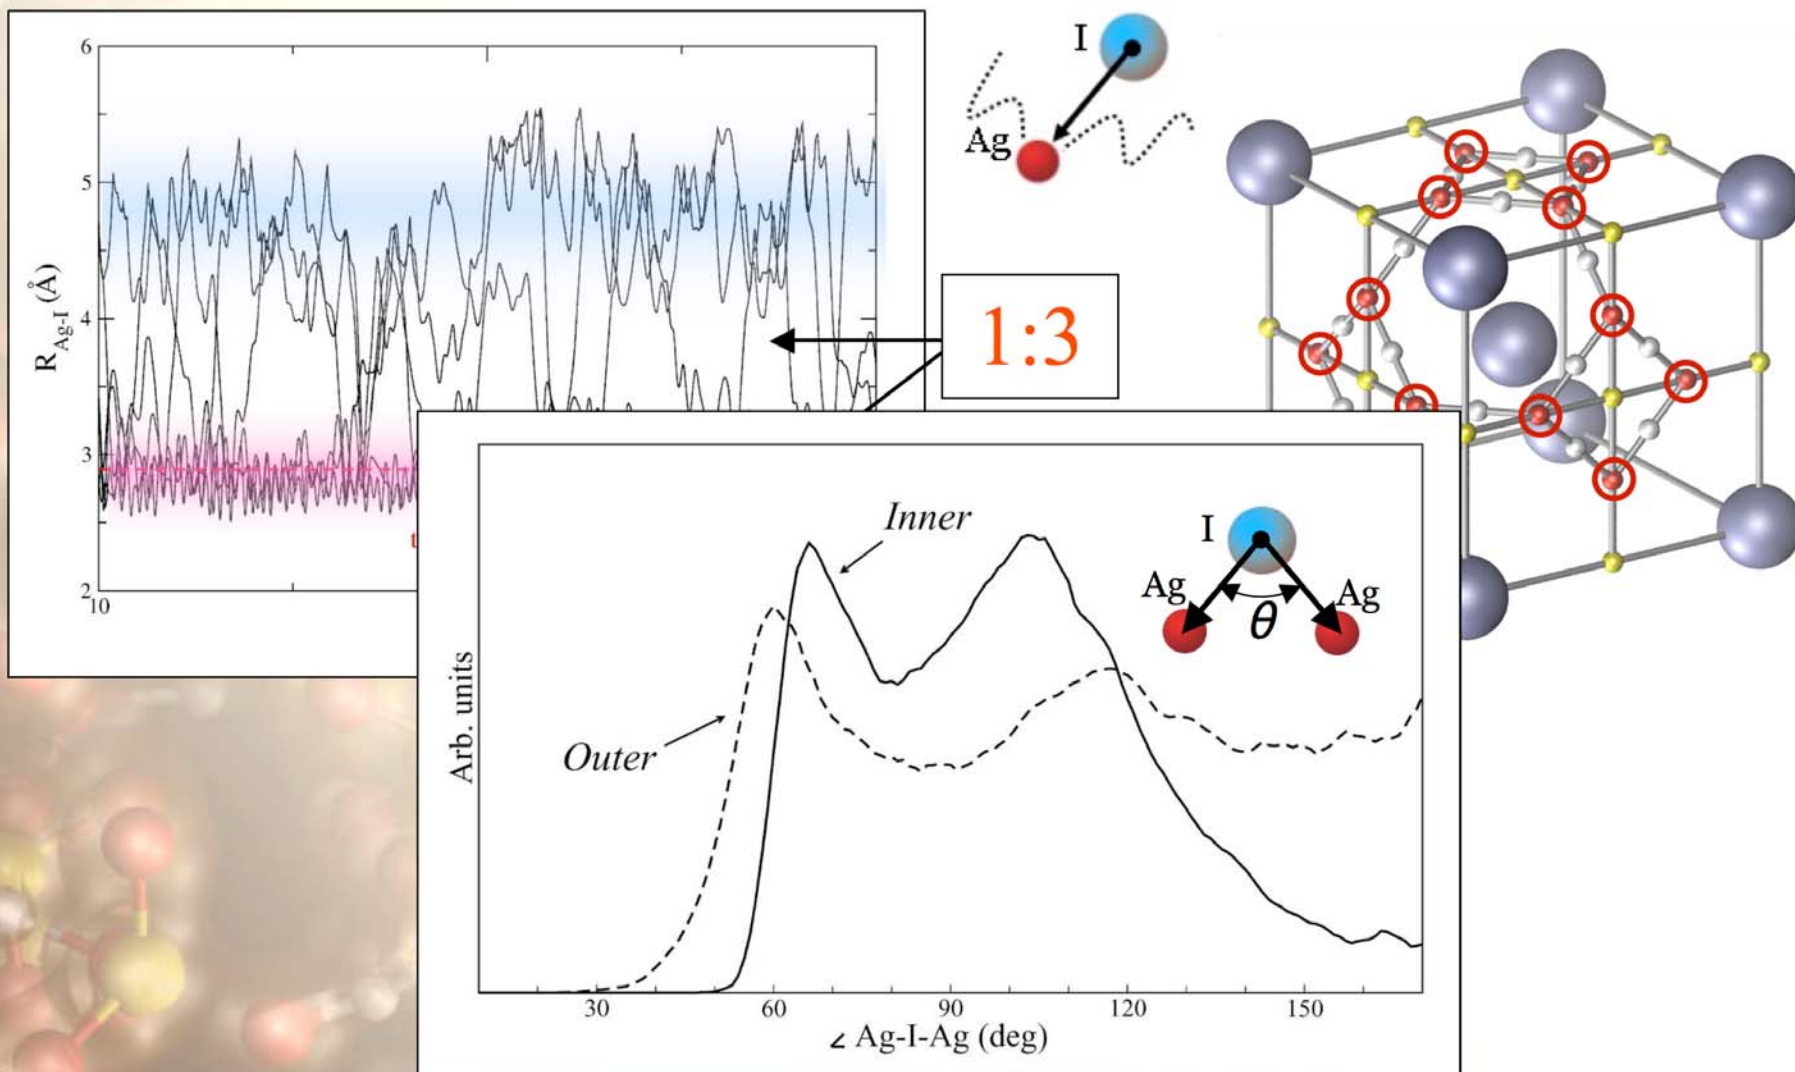 6
5
4
3
2
R Ag-I (Å)
10
t
I
Ag
1:3
Inner
Outer
I
Ag
Ag
θ
Arb. units
30 60 90 120 150
∠ Ag-I-Ag (deg)